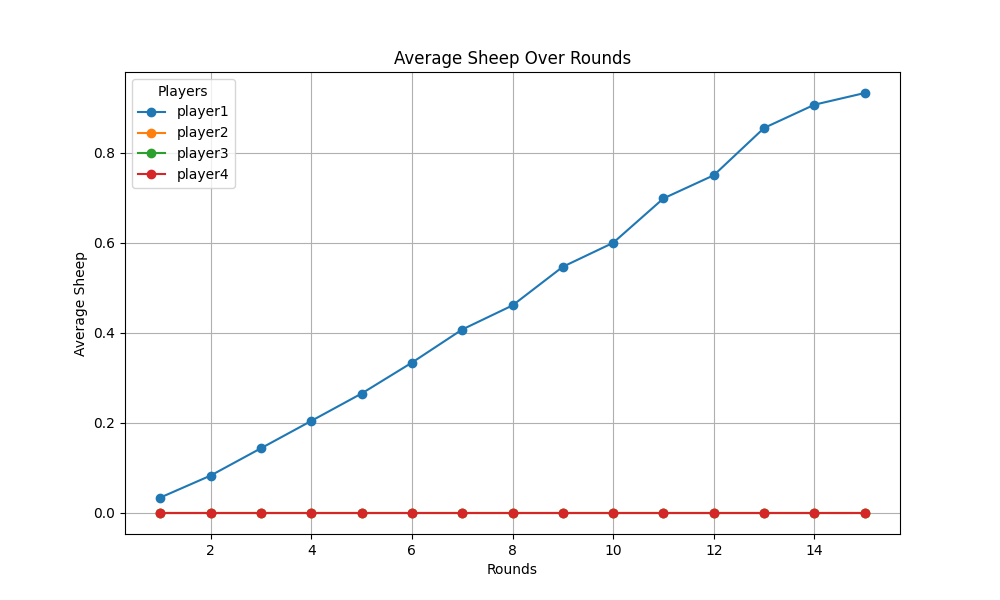 Average Sheep Over Rounds
Players
player1
player2
player3
player4
Average Sheep
0.8
0.6
0.4
0.2
0.0
2 4 6 8 10 12 14
Rounds